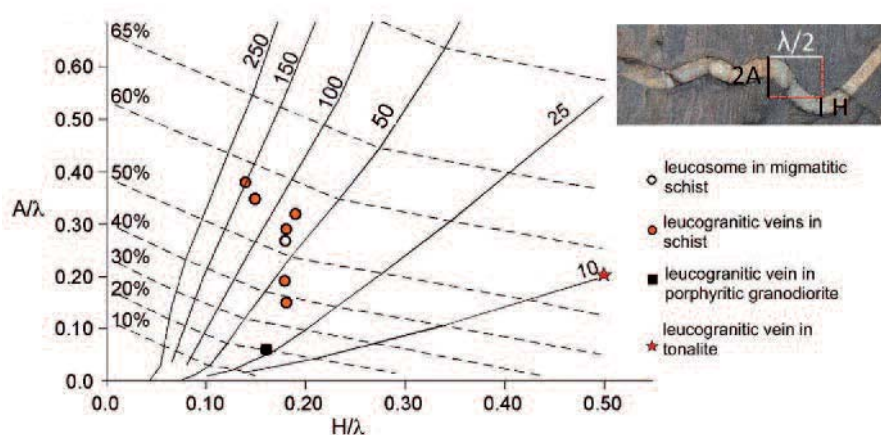 65%
60%
50%
40%
30%
20%
10%
250
150
100
50
25
10
A/λ
0.60
0.50
0.40
0.30
0.20
0.10
0.0
0.0 0.10 0.20 0.30 0.40 0.50
H/λ
λ/2
2A
H
leucosome in migmatitic
schist
leucogranitic veins in
schist
leucogranitic vein in
porphyritic granodiorite
leucogranitic vein in
tonalite